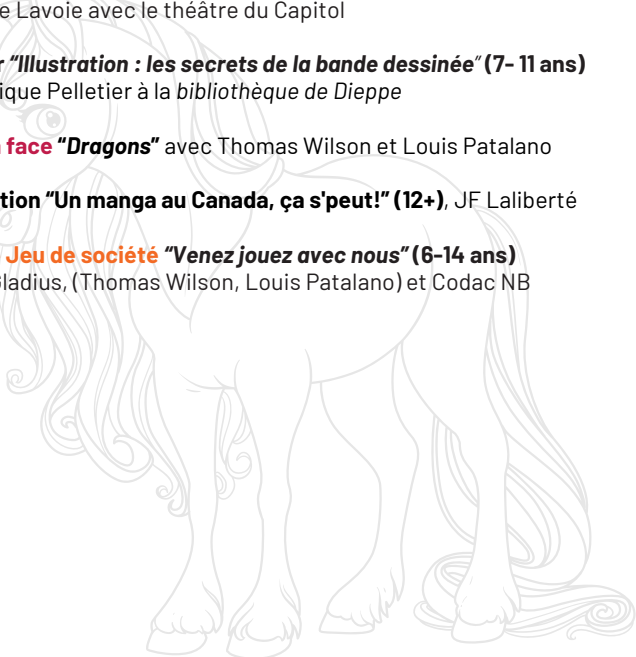 e Lavoie avec le théâtre du Capitol
r "Illustration : les secrets de la bande dessinée" (7- 11 ans)
ique Pelletier à la bibliothèque de Dieppe
face "Dragons" avec Thomas Wilson et Louis Patalano
tion "Un manga au Canada, ça s'peut!" (12+), JF Laliberté
Jeu de société "Venez jouez avec nous" (6-14 ans)
Gladius, (Thomas Wilson, Louis Patalano) et Codac NB